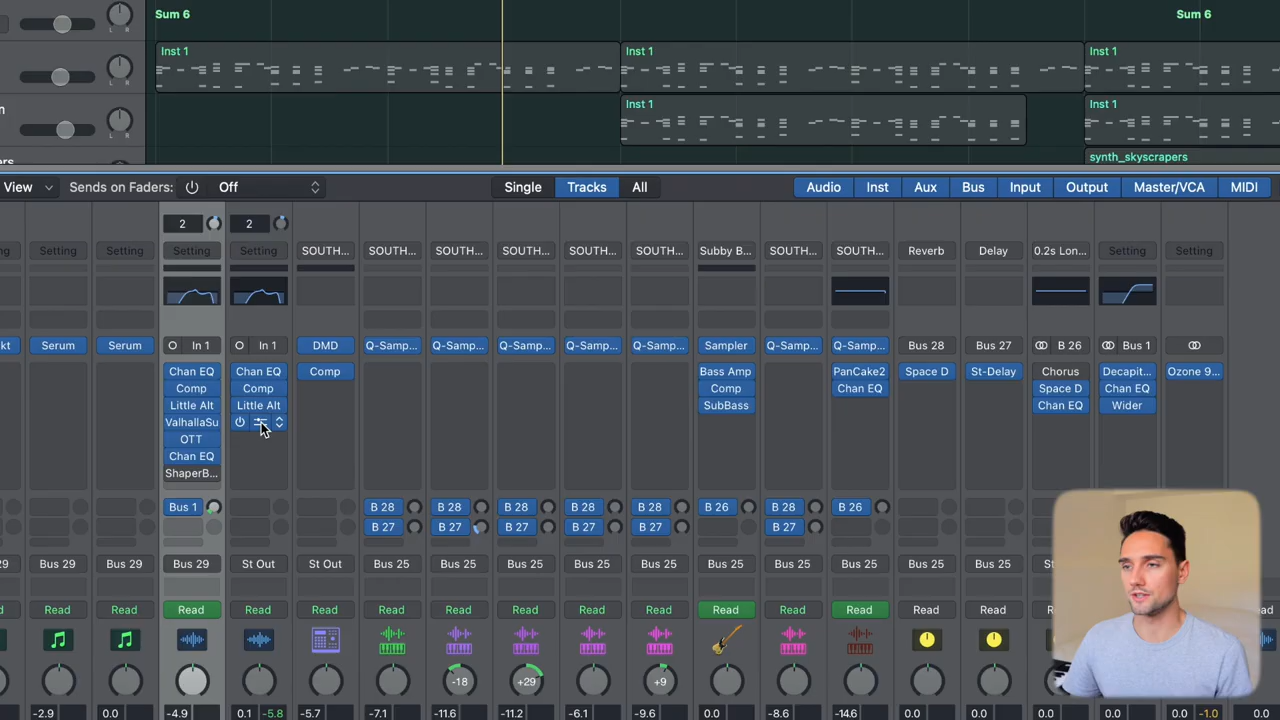 Sum 6 Sum 6
L R
Inst 1 Inst 1 Inst 1
L R
Inst 1 Inst 1
L R
synth_skyscrapers
View Sends on Faders: Off Single Tracks All Audio Inst Aux Bus Input Output Master/VCA MIDI
2 2
Setting Setting Setting Setting SOUTH... SOUTH... SOUTH... SOUTH... SOUTH... SOUTH... Subby B... SOUTH... SOUTH... Reverb Delay 0.2s Lon... Setting Setting
kt Serum Serum In 1 In 1 DMD Q-Samp... Q-Samp... Q-Samp... Q-Samp... Q-Samp... Sampler Q-Samp... Q-Samp... Bus 28 Bus 27 B 26 Bus 1
Chan EQ Chan EQ Comp Bass Amp PanCake2 Space D St-Delay Chorus Decapit... Ozone 9...
Comp Comp Comp Chan EQ Space D Chan EQ
Little Alt Little Alt SubBass Chan EQ Wider
ValhallaSu
OTT
Chan EQ
ShaperB...
Bus 1 B 28 B 28 B 28 B 28 B 28 B 26 B 28 B 26
B 27 B 27 B 27 B 27 B 27 B 27
29 Bus 29 Bus 29 Bus 29 St Out St Out Bus 25 Bus 25 Bus 25 Bus 25 Bus 25 Bus 25 Bus 25 Bus 25 Bus 25 Bus 25
Read Read Read Read Read Read Read Read Read Read Read Read Read Read Read
-18 +29 +9
-2.9 0.0 -4.9 0.1 -5.8 -5.7 -7.1 -11.6 -11.2 -6.1 -9.6 0.0 -8.6 -14.6 0.0 0.0 0.0 0.0 -1.0 0.0